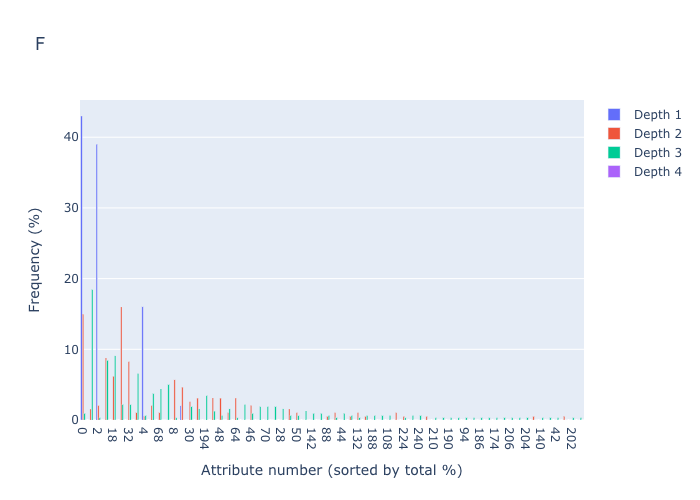 F
Depth 1
Depth 2
Depth 3
Depth 4
Frequency (%)
40
30
20
10
0
0 2 18 32 4 68 8 30 194 48 64 46 70 28 50 142 88 44 132 188 108 224 240 210 190 94 186 174 206 204 140 42 202
Attribute number (sorted by total %)